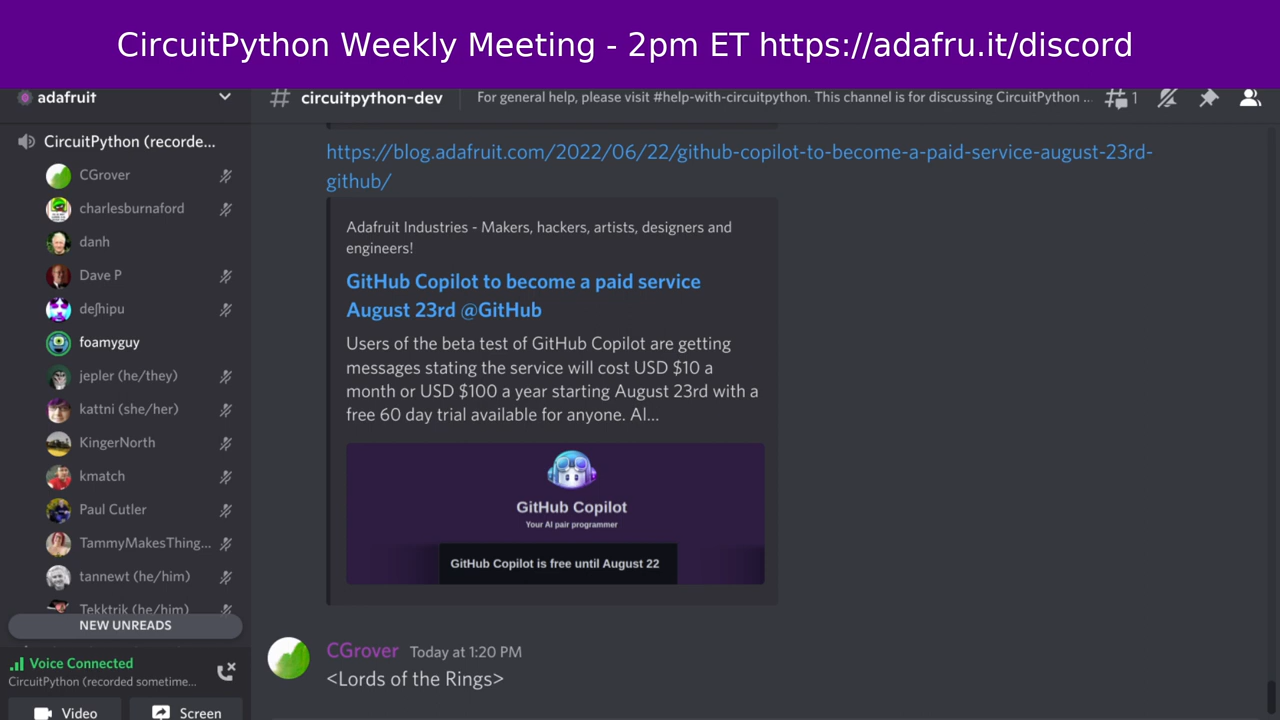 CircuitPython Weekly Meeting - 2pm ET https://adafru.it/discord
adafruit
circuitpython-dev
For general help, please visit #help-with-circuitpython. This channel is for discussing CircuitPython ...
1
CircuitPython (recorde...
CGrover
charlesburnaford
danh
Dave P
deʃhipu
foamyguy
jepler (he/they)
kattni (she/her)
KingerNorth
kmatch
Paul Cutler
TammyMakesThing...
tannewt (he/him)
Tekktrik (he/him)
NEW UNREADS
Voice Connected
CircuitPython (recorded sometime...
Video
Screen
https://blog.adafruit.com/2022/06/22/github-copilot-to-become-a-paid-service-august-23rd-
github/
Adafruit Industries - Makers, hackers, artists, designers and
engineers!
GitHub Copilot to become a paid service
August 23rd @GitHub
Users of the beta test of GitHub Copilot are getting
messages stating the service will cost USD $10 a
month or USD $100 a year starting August 23rd with a
free 60 day trial available for anyone. Al...
GitHub Copilot
Your AI pair programmer
GitHub Copilot is free until August 22
CGrover Today at 1:20 PM
<Lords of the Rings>